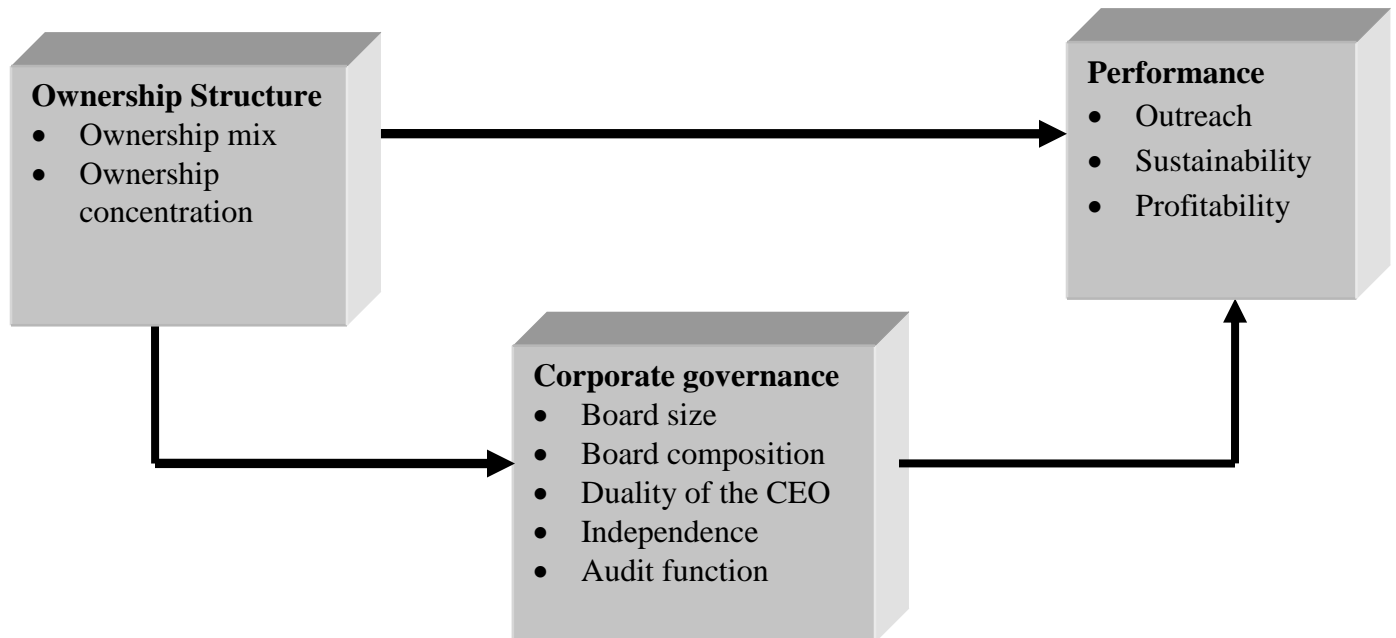 Ownership Structure
• Ownership mix
• Ownership
concentration
Performance
• Outreach
• Sustainability
• Profitability
Corporate governance
• Board size
• Board composition
• Duality of the CEO
• Independence
• Audit function